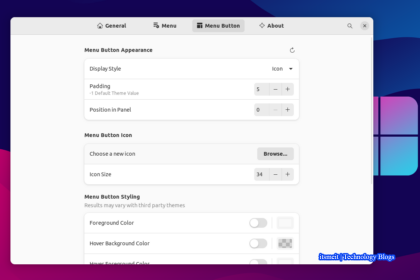 General
Menu
Menu Button
About
Menu Button Appearance
Display Style
Icon
Padding
-1 Default Theme Value
5
Position in Panel
0
Menu Button Icon
Choose a new icon
Browse...
Icon Size
34
Menu Button Styling
Results may vary with third party themes
Foreground Color
Hover Background Color
Hover Foreground Color
itsmeit's Technology Blogs